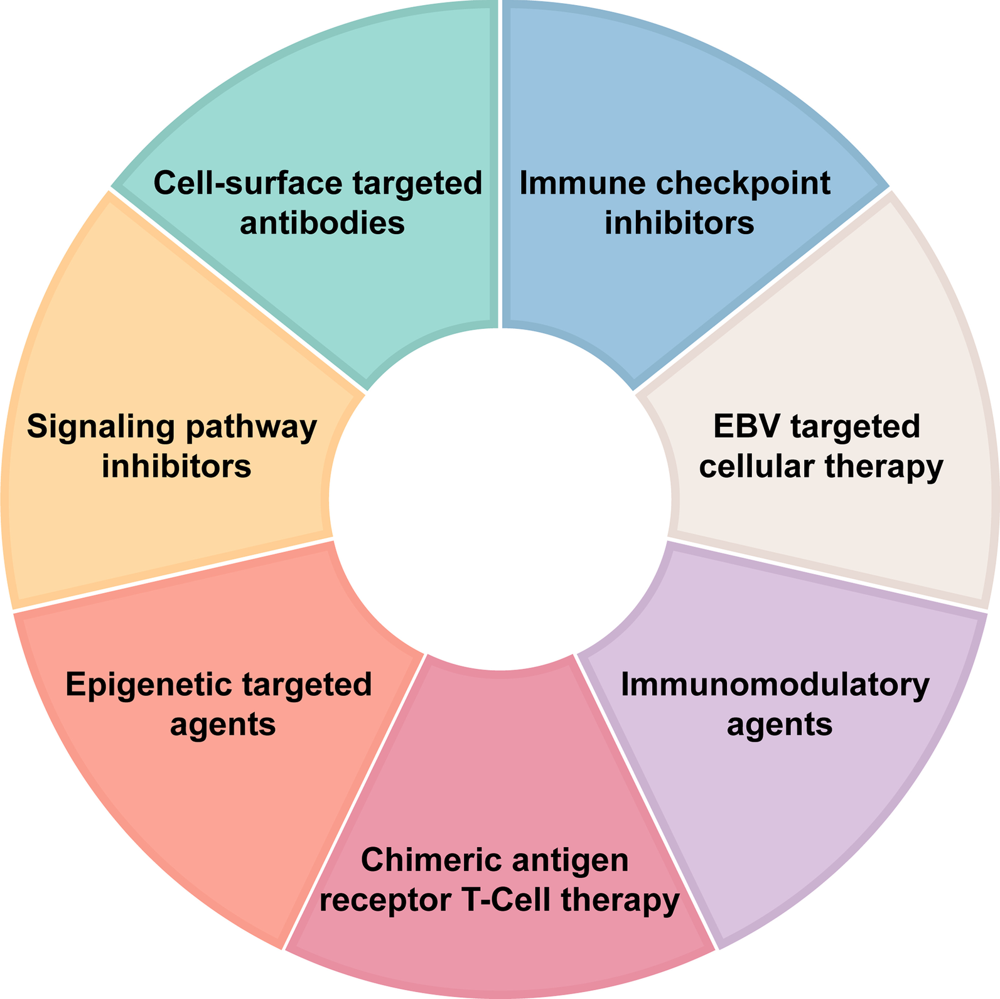 Cell-surface targeted
antibodies
Immune checkpoint
inhibitors
Signaling pathway
inhibitors
EBV targeted
cellular therapy
Epigenetic targeted
agents
Immunomodulatory
agents
Chimeric antigen
receptor T-Cell therapy